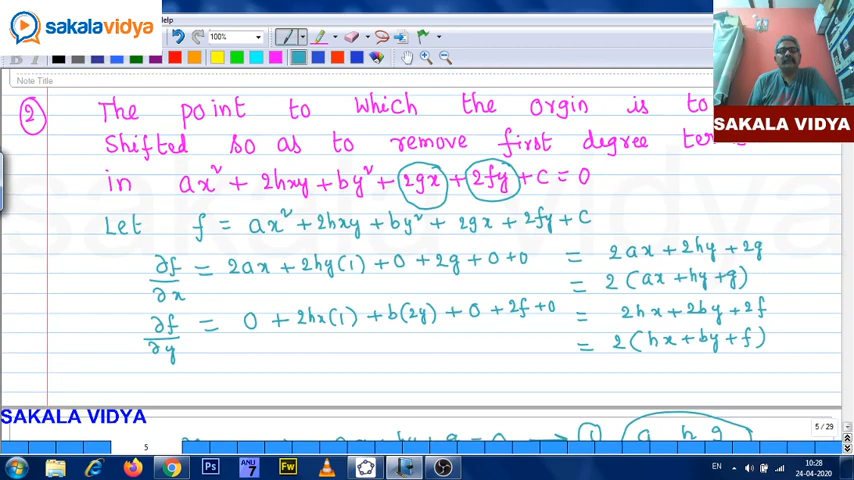 sakalavidya
Help
100%
Note Title
SAKALA VIDYA
2 The point to which the orgin is to
Shifted so as to remove first degree
in ax² + 2hxy + by² + 2gx + 2fy + c = 0
Let f = ax² + 2hxy + by² + 2gx + 2fy + c
∂f/∂x = 2ax + 2hy(1) + 0 + 2g + 0 + 0 = 2ax + 2hy + 2g
= 2(ax + hy + g)
∂f/∂y = 0 + 2hx(1) + b(2y) + 0 + 2f + 0 = 2hx + 2by + 2f
= 2(hx + by + f)
SAKALA VIDYA
5 / 29
5
a h g
EN
10:28
24-04-2020